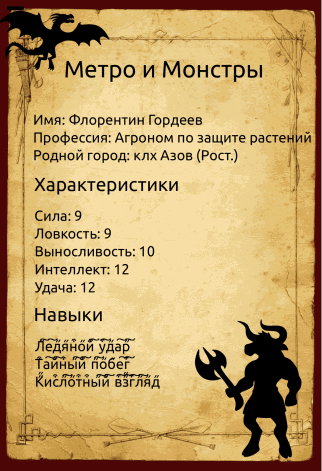 Метро и Монстры
Имя: Флорентин Гордеев
Профессия: Агроном по защите растений
Родной город: клх Азов (Рост.)
Характеристики
Сила: 9
Ловкость: 9
Выносливость: 10
Интеллект: 12
Удача: 12
Навыки
Ледяной удар
Тайный побег
Кислотный взгляд